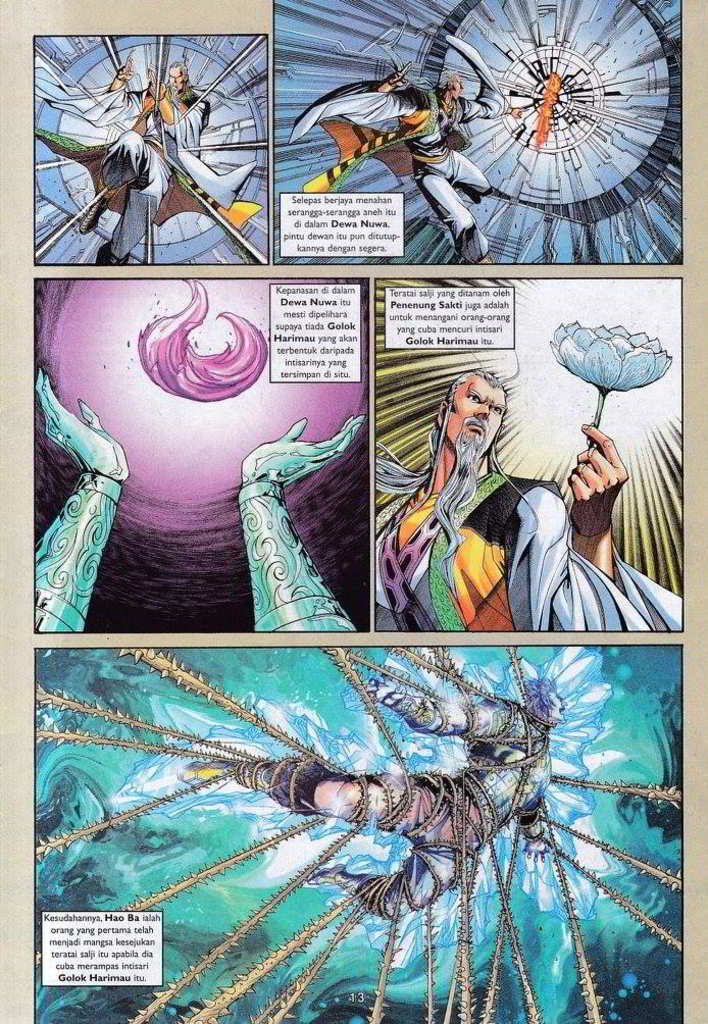 Selepas berjaya menahan
serangga-serangga aneh itu
di dalam Dewa Nuwa,
pintu dewan itu pun ditutup-
kannya dengan segera.
Kepanasan di dalam
Dewa Nuwa itu
mesti dipelihara
supaya tiada Golok
Harimau yang akan
terbentuk daripada
intisarinya yang
tersimpan di situ.
Teratai salji yang ditanam oleh
Penenung Sakti juga adalah
untuk menangani orang-orang
yang cuba mencuri intisari
Golok Harimau itu.
Kesudahannya, Hao Ba ialah
orang yang pertama telah
menjadi mangsa kesejukan
teratai salji itu apabila dia
cuba merampas intisari
Golok Harimau itu.
13